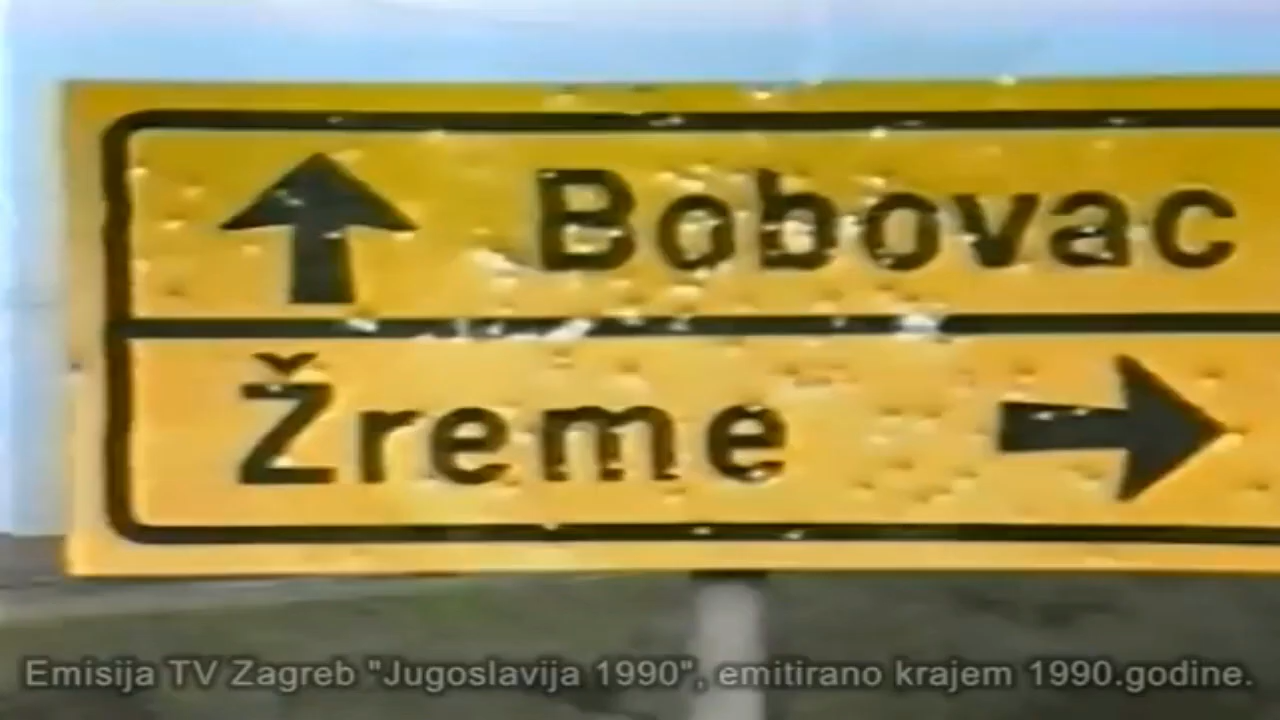 Bobovac
Žreme
Emisija TV Zagreb "Jugoslavija 1990", emitirano krajem 1990.godine.